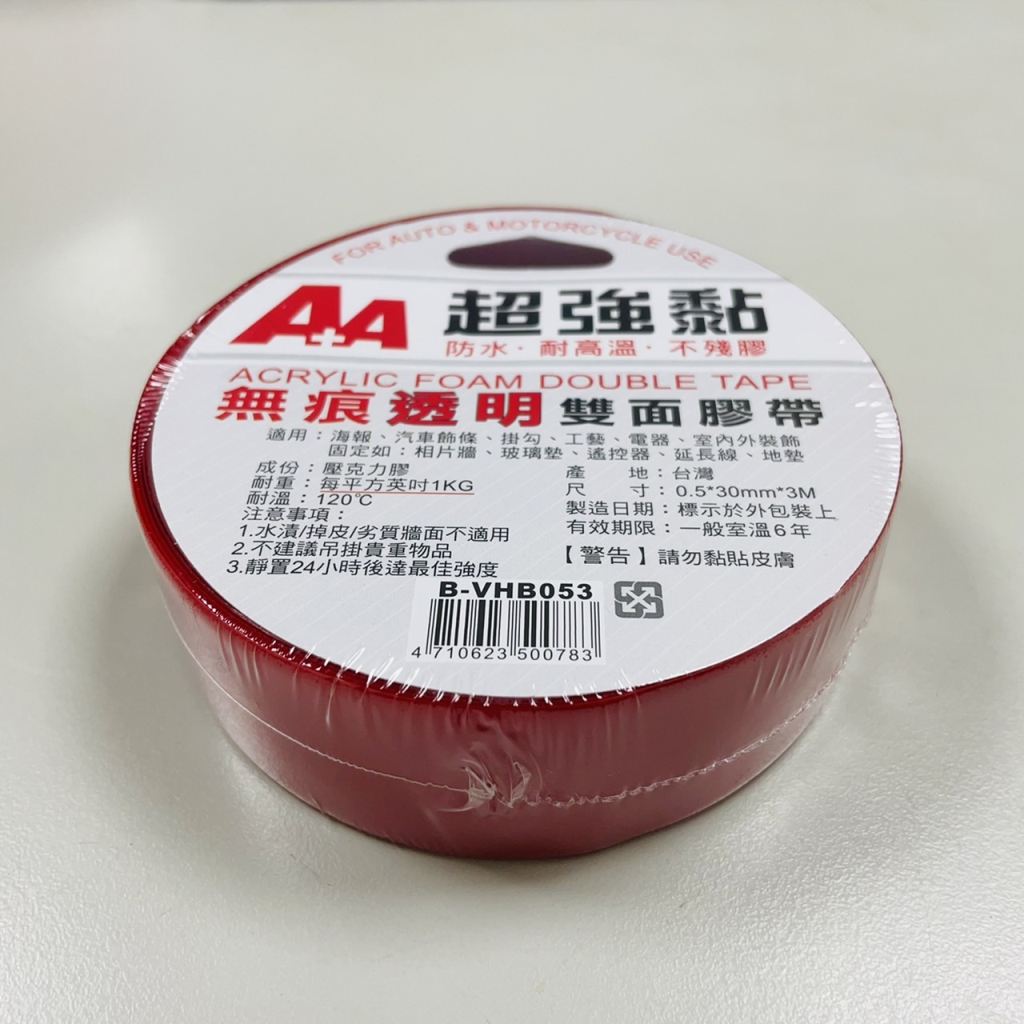 FOR AUTO & MOTORCYCLE USE
A+A 超強黏
防水·耐高溫·不殘膠
ACRYLIC FOAM DOUBLE TAPE
無痕透明雙面膠帶
適用：海報、汽車飾條、掛勾、工藝、電器、室內外裝飾
固定如：相片牆、玻璃墊、遙控器、延長線、地墊
成份：壓克力膠
耐重：每平方英吋1KG
耐溫：120℃
注意事項：
1.水漬/掉皮/劣質牆面不適用
2.不建議吊掛貴重物品
3.靜置24小時後達最佳強度
產　　地：台灣
尺　　寸：0.5*30mm*3M
製造日期：標示於外包裝上
有效期限：一般室溫6年
【警告】請勿黏貼皮膚
B-VHB053
4 710623 500783